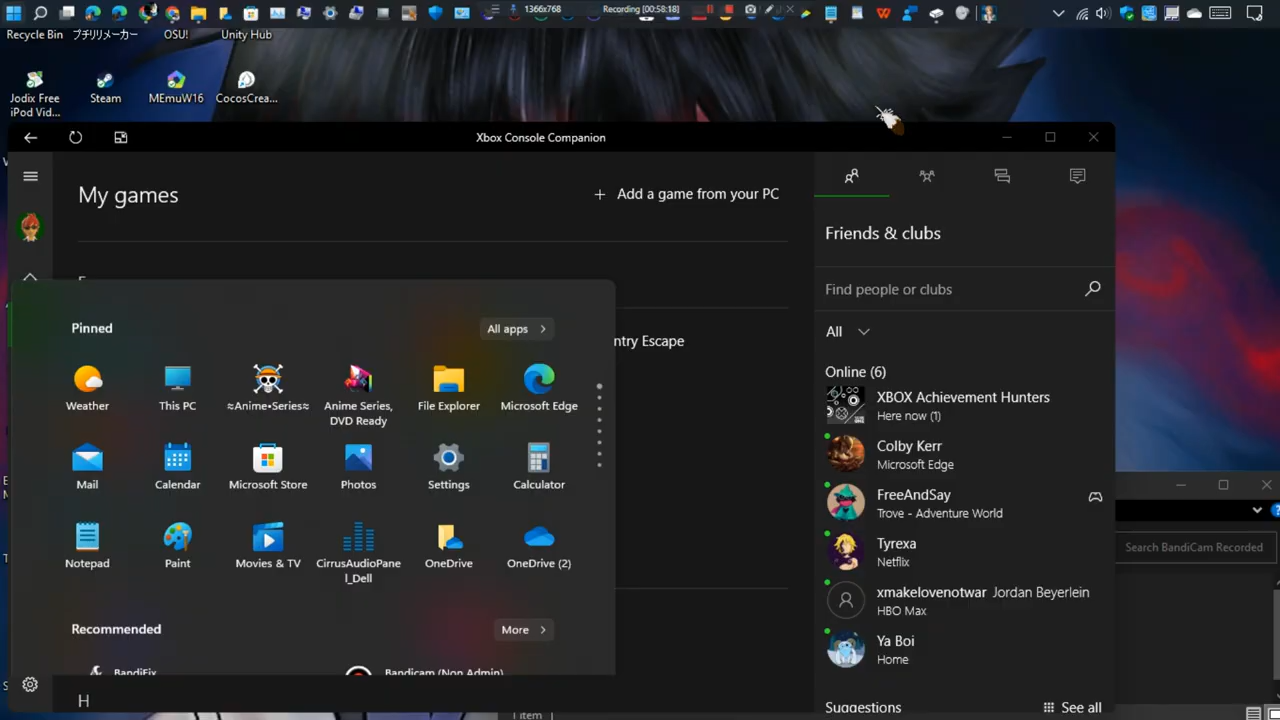 1366x768
Recording [00:58:18]
Recycle Bin
プチリメーカー
OSU!
Unity Hub
Jodix Free
iPod Vid...
Steam
MEmuW16
CocosCrea...
Xbox Console Companion
My games
Add a game from your PC
ntry Escape
Friends & clubs
Find people or clubs
All
Online (6)
XBOX Achievement Hunters
Here now (1)
Colby Kerr
Microsoft Edge
FreeAndSay
Trove - Adventure World
Tyrexa
Netflix
xmakelovenotwar Jordan Beyerlein
HBO Max
Ya Boi
Home
Suggestions
See all
Pinned
All apps
Weather
This PC
≈Anime•Series≈
Anime Series,
DVD Ready
File Explorer
Microsoft Edge
Mail
Calendar
Microsoft Store
Photos
Settings
Calculator
Notepad
Paint
Movies & TV
CirrusAudioPane
l_Dell
OneDrive
OneDrive (2)
Recommended
More
BandiFix
Bandicam (Non Admin)
H
Search BandiCam Recorded
1 item